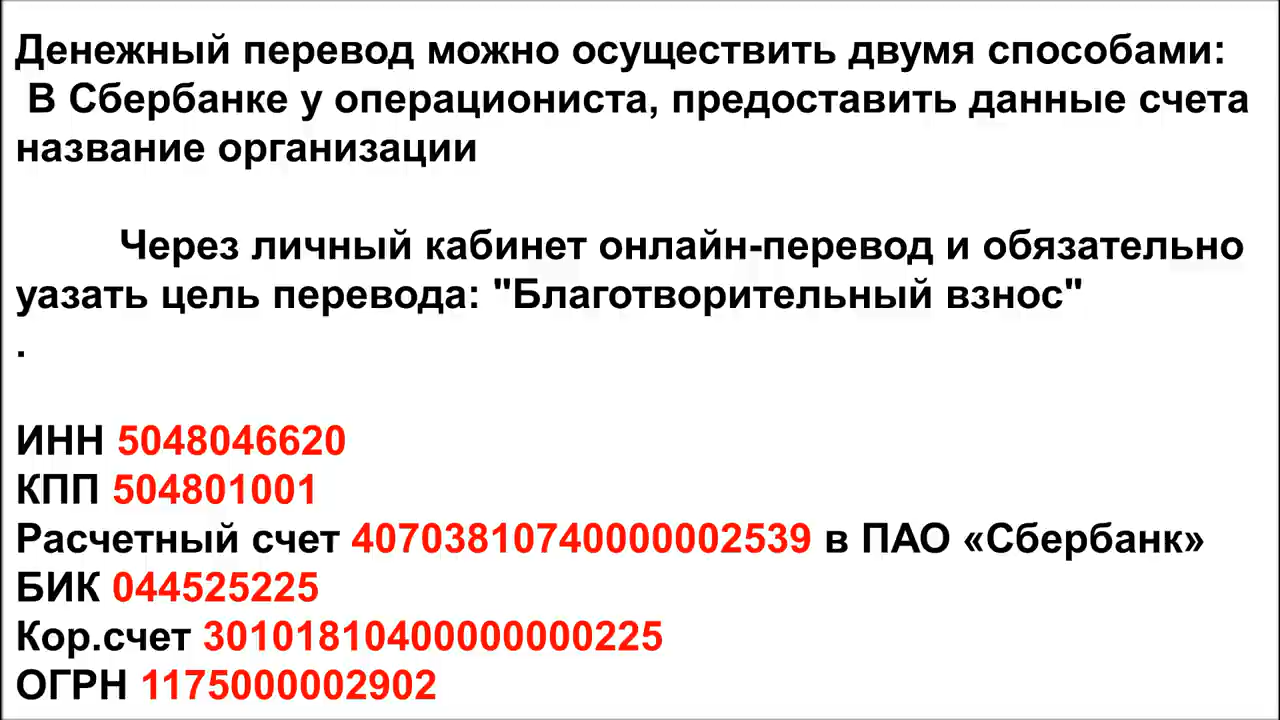 Денежный перевод можно осуществить двумя способами:
В Сбербанке у операциониста, предоставить данные счета
название организации
Через личный кабинет онлайн-перевод и обязательно
уазать цель перевода: "Благотворительный взнос"
.
ИНН 5048046620
КПП 504801001
Расчетный счет 40703810740000002539 в ПАО «Сбербанк»
БИК 044525225
Кор.счет 30101810400000000225
ОГРН 1175000002902